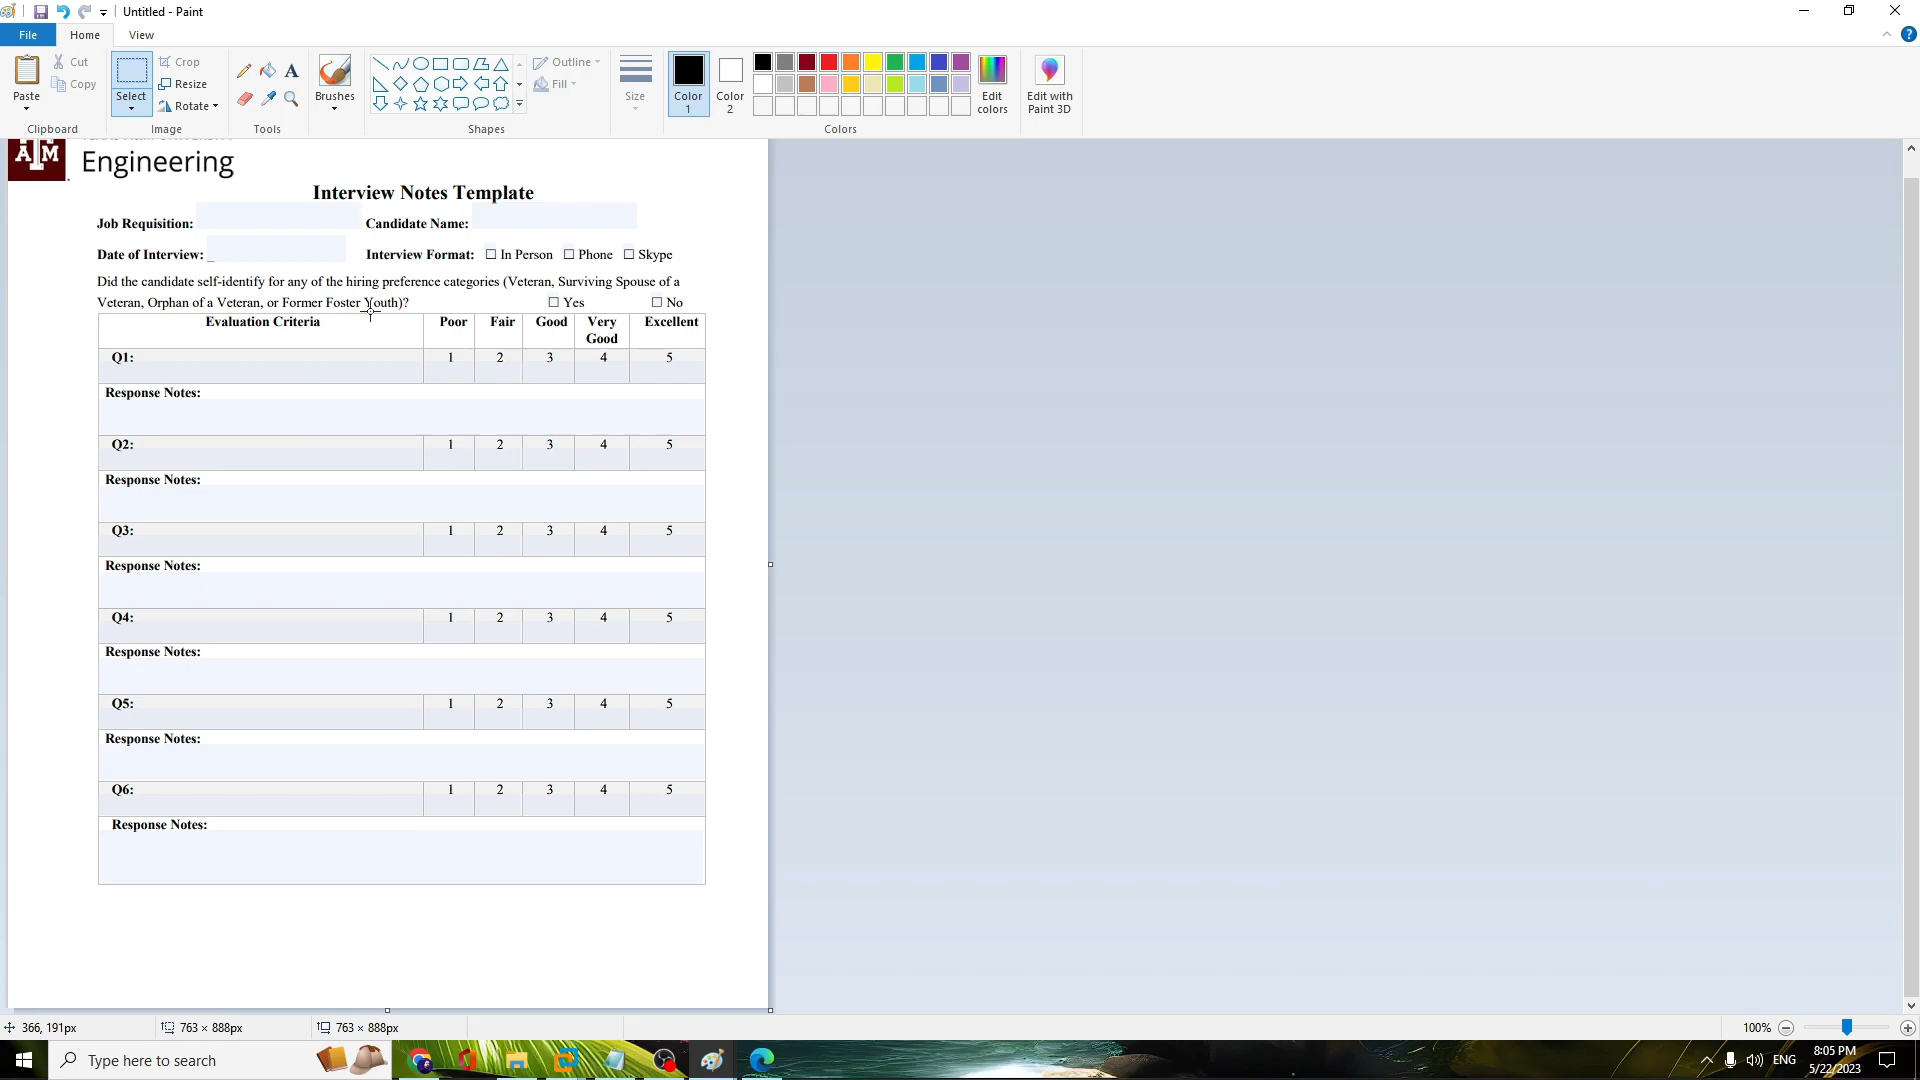 Untitled - Paint
File Home View
Paste
Cut
Copy
Clipboard
Select
Crop
Resize
Rotate
Image
Tools
Brushes
Outline
Fill
Shapes
Size
Color 1
Color 2
Colors
Edit colors
Edit with Paint 3D
A|M
Engineering
Interview Notes Template
Job Requisition: Candidate Name:
Date of Interview: _ Interview Format: ☐ In Person ☐ Phone ☐ Skype
Did the candidate self-identify for any of the hiring preference categories (Veteran, Surviving Spouse of a
Veteran, Orphan of a Veteran, or Former Foster Youth)? ☐ Yes ☐ No
Evaluation Criteria Poor Fair Good Very Good Excellent
Q1: 1 2 3 4 5
Response Notes:
Q2: 1 2 3 4 5
Response Notes:
Q3: 1 2 3 4 5
Response Notes:
Q4: 1 2 3 4 5
Response Notes:
Q5: 1 2 3 4 5
Response Notes:
Q6: 1 2 3 4 5
Response Notes:
366, 191px 763 × 888px 763 × 888px 100%
Type here to search
ENG
8:05 PM
5/22/2023